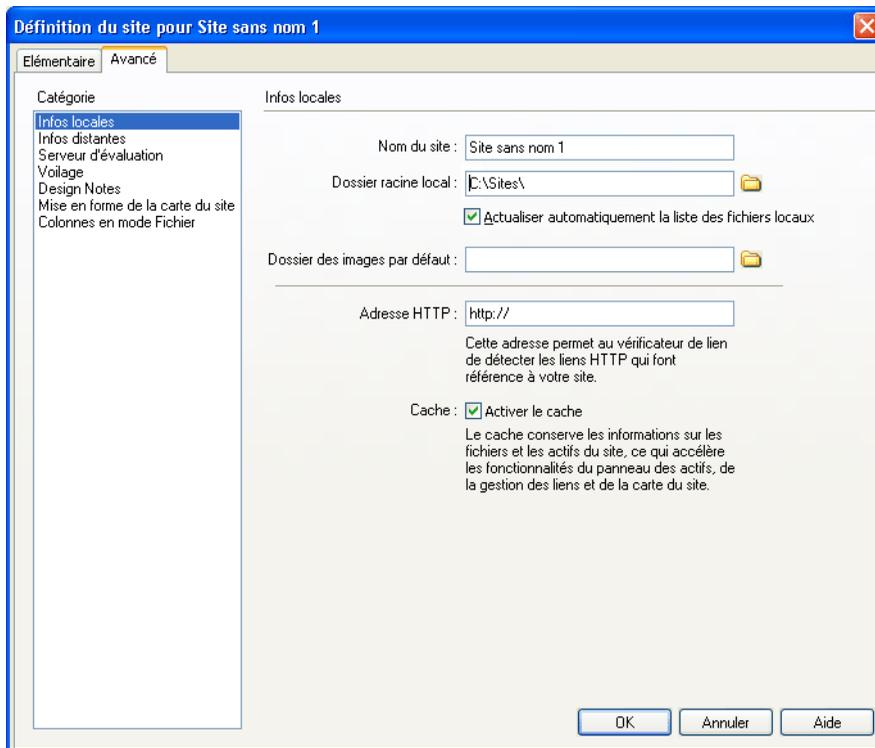 Définition du site pour Site sans nom 1
Elémentaire
Avancé
Catégorie
Infos locales
Infos distantes
Serveur d'évaluation
Voilage
Design Notes
Mise en forme de la carte du site
Colonnes en mode Fichier
Infos locales
Nom du site : Site sans nom 1
Dossier racine local : C:\Sites\
Actualiser automatiquement la liste des fichiers locaux
Dossier des images par défaut :
Adresse HTTP : http://
Cette adresse permet au vérificateur de lien
de détecter les liens HTTP qui font
référence à votre site.
Cache : Activer le cache
Le cache conserve les informations sur les
fichiers et les actifs du site, ce qui accélère
les fonctionnalités du panneau des actifs, de
la gestion des liens et de la carte du site.
OK Annuler Aide